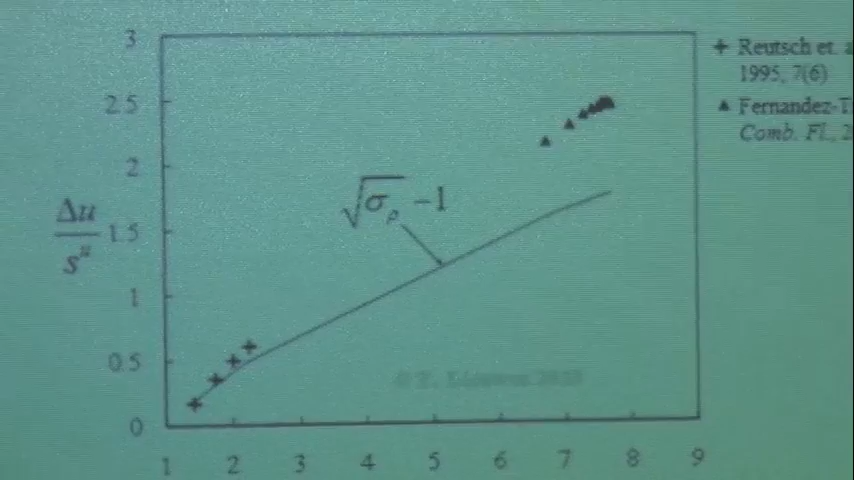 3
2.5
2
1.5
1
0.5
0
1 2 3 4 5 6 7 8 9
Δu
s^u
√σ_ρ −1
Reutsch et. a
1995, 7(6)
Fernandez-T
Comb. Fl., 2